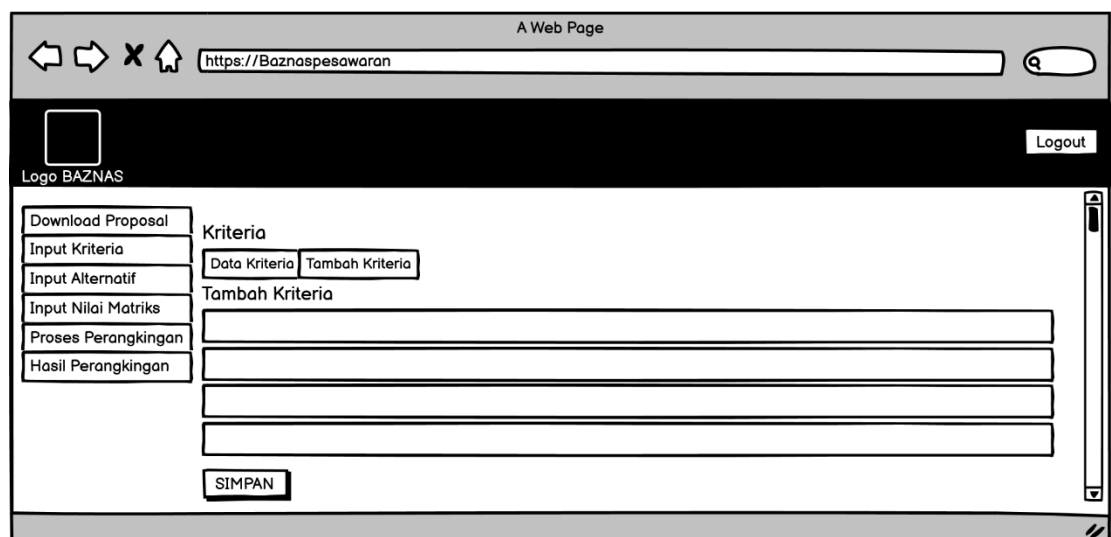 A Web Page
https://Baznaspesawaran
Logout
Logo BAZNAS
Download Proposal
Input Kriteria
Input Alternatif
Input Nilai Matriks
Proses Perangkingan
Hasil Perangkingan
Kriteria
Data Kriteria Tambah Kriteria
Tambah Kriteria
SIMPAN